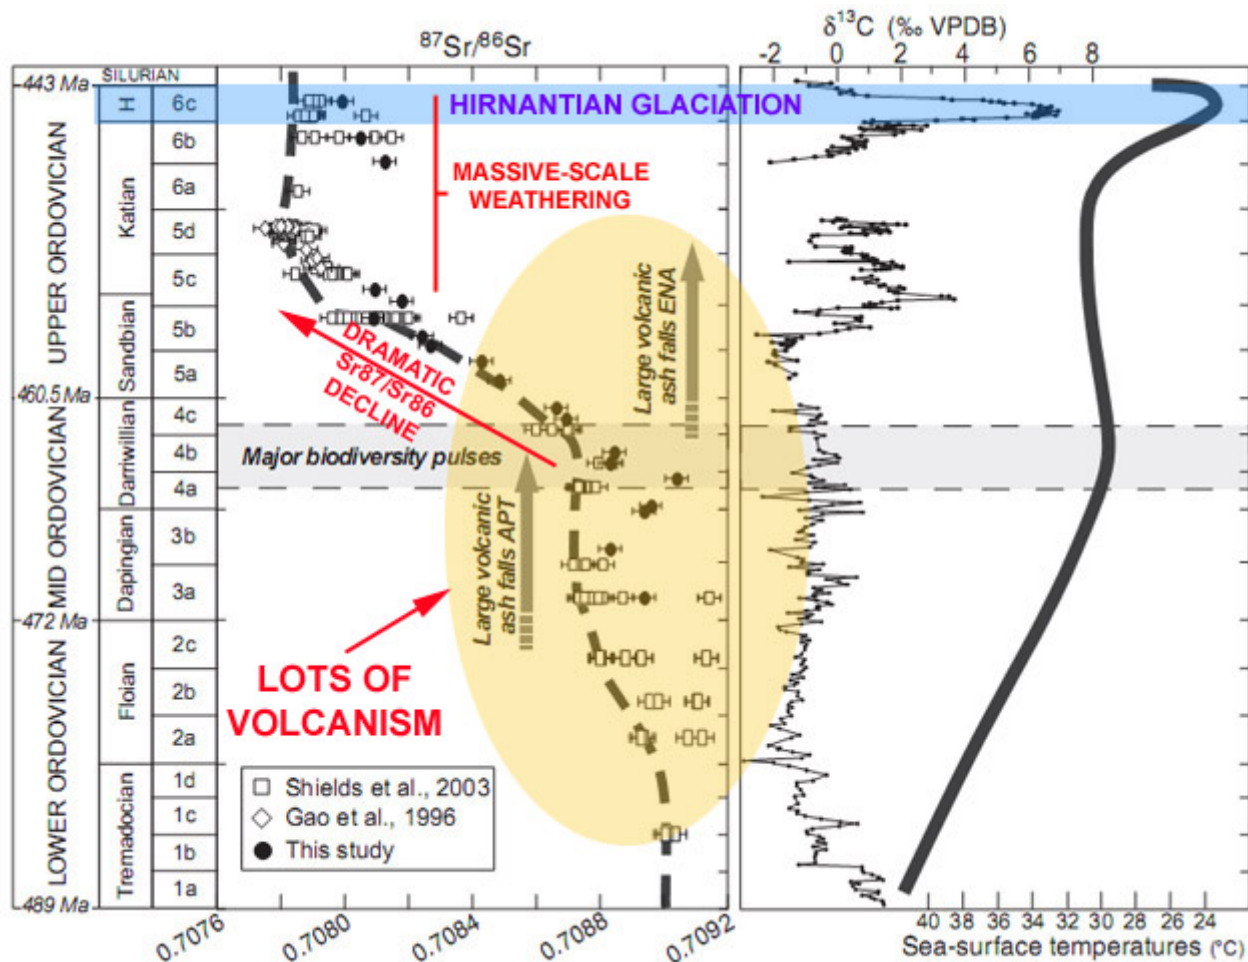 87Sr/86Sr
δ13C (‰ VPDB)
-2 0 2 4 6 8
SILURIAN
443 Ma
H
6c
HIRNANTIAN GLACIATION
6b
MASSIVE-SCALE
WEATHERING
6a
Katian
5d
5c
UPPER ORDOVICIAN
Large volcanic
ash falls ENA
Sandbian
5b
5a
DRAMATIC
Sr87/Sr86
DECLINE
460.5 Ma
4c
Darriwillian
4b
Major biodiversity pulses
4a
MID ORDOVICIAN
Large volcanic
ash falls APT
Dapingian
3b
3a
472 Ma
2c
LOTS OF
VOLCANISM
Floian
2b
2a
LOWER ORDOVICIAN
Tremadocian
1d
1c
1b
1a
Shields et al., 2003
Gao et al., 1996
This study
489 Ma
0.7076 0.7080 0.7084 0.7088 0.7092
40 38 36 34 32 30 28 26 24
Sea-surface temperatures (°C)